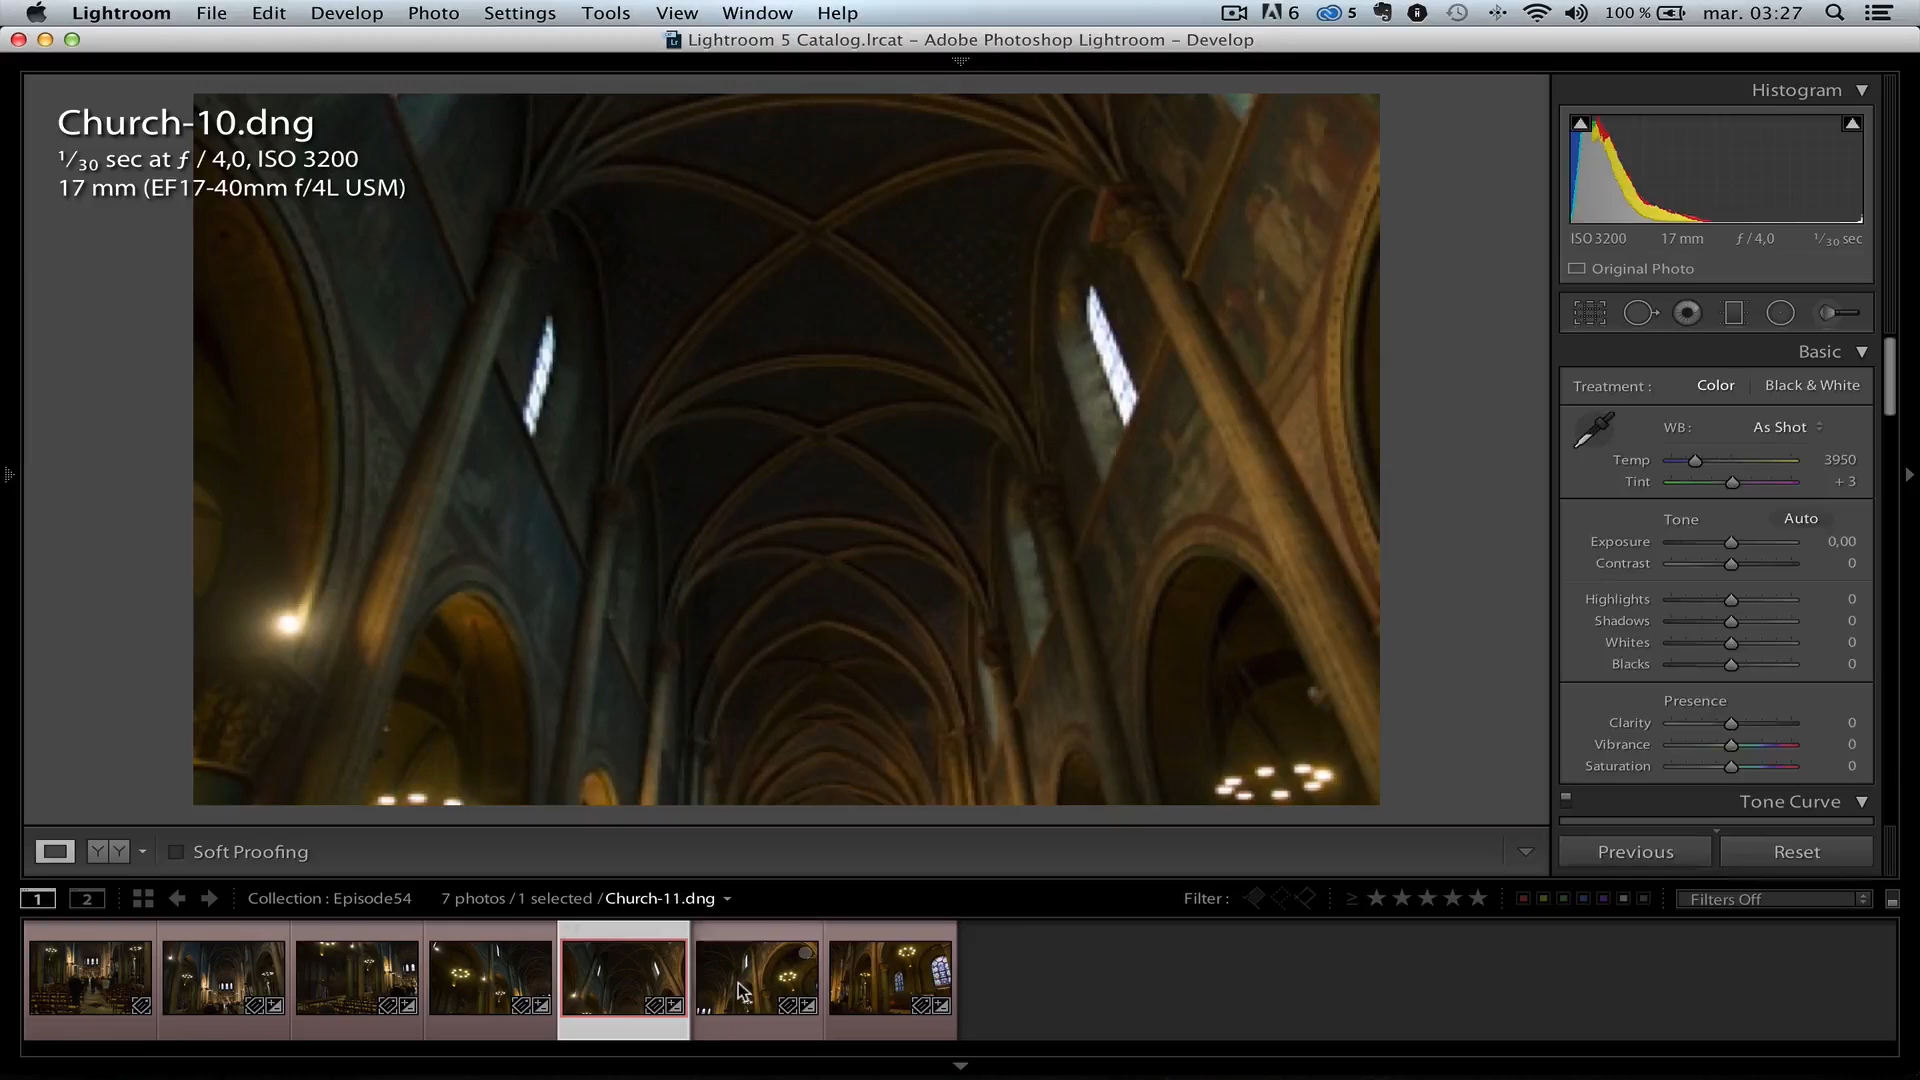 Lightroom File Edit Develop Photo Settings Tools View Window Help 6 5 100 % mar. 03:27
Lightroom 5 Catalog.lrcat – Adobe Photoshop Lightroom – Develop
Church-10.dng
1/30 sec at ƒ / 4,0, ISO 3200
17 mm (EF17-40mm f/4L USM)
Histogram
ISO 3200 17 mm ƒ / 4,0 1/30 sec
Original Photo
Basic
Treatment : Color Black & White
WB : As Shot
Temp 3950
Tint + 3
Tone Auto
Exposure 0,00
Contrast 0
Highlights 0
Shadows 0
Whites 0
Blacks 0
Presence
Clarity 0
Vibrance 0
Saturation 0
Tone Curve
Previous Reset
YY Soft Proofing
1 2 Collection : Episode54 7 photos / 1 selected / Church-11.dng Filter : ≥ ★ ★ ★ ★ ★ Filters Off